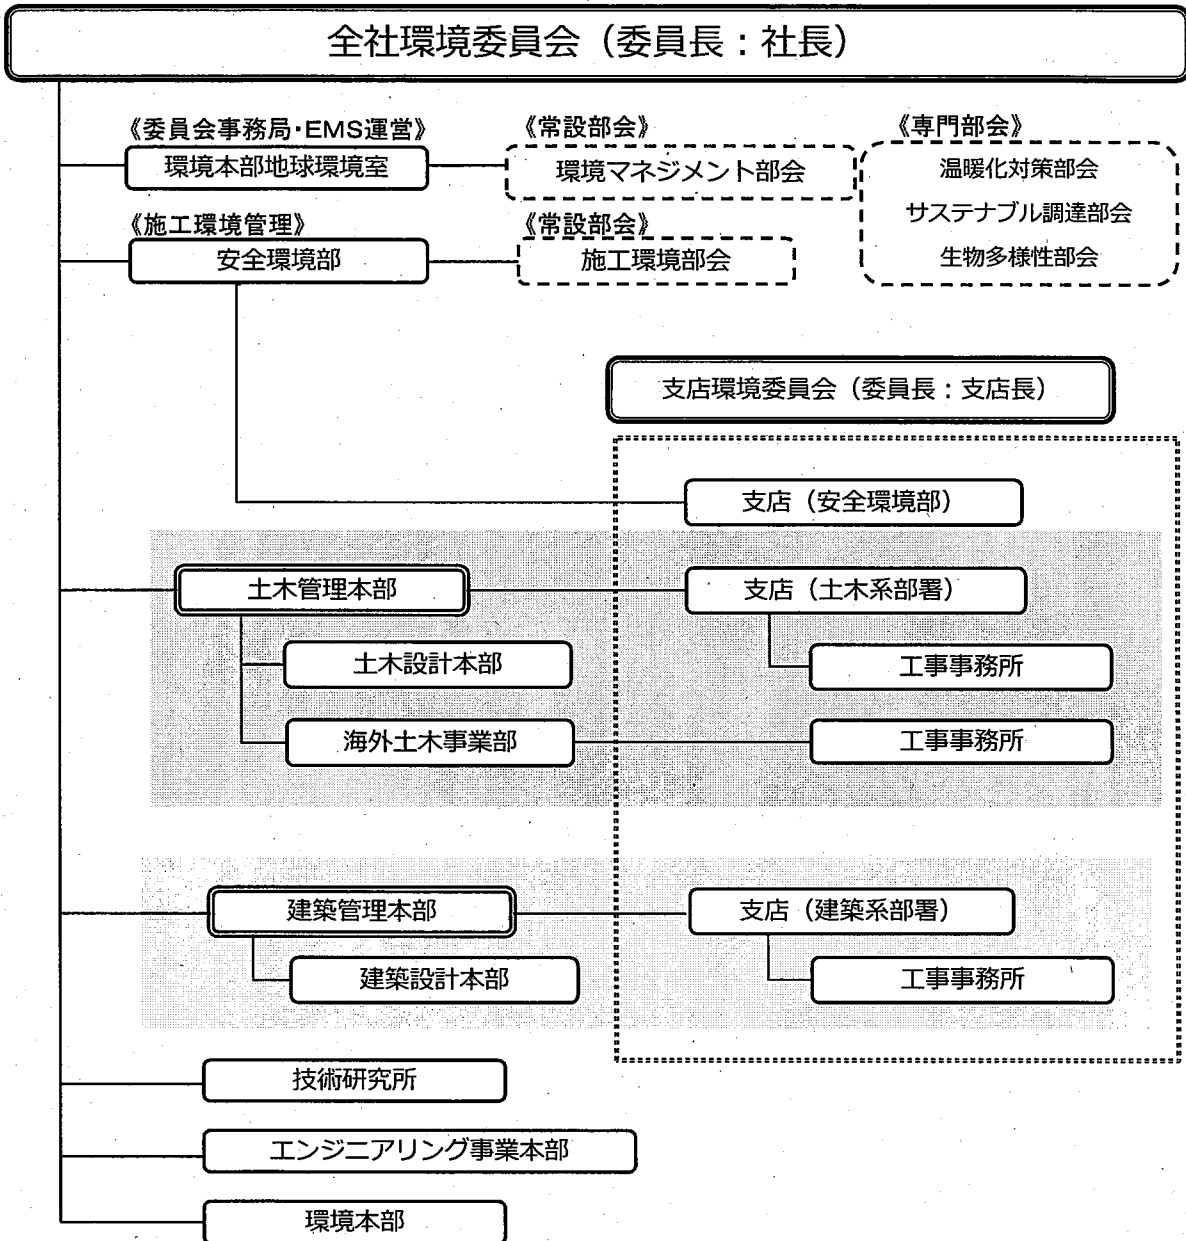 全社環境委員会（委員長：社長）
《委員会事務局・EMS運営》
環境本部地球環境室
《常設部会》
環境マネジメント部会
《専門部会》
温暖化対策部会
サステナブル調達部会
生物多様性部会
《施工環境管理》
安全環境部
《常設部会》
施工環境部会
支店環境委員会（委員長：支店長）
支店（安全環境部）
土木管理本部
支店（土木系部署）
土木設計本部
工事事務所
海外土木事業部
工事事務所
建築管理本部
支店（建築系部署）
建築設計本部
工事事務所
技術研究所
エンジニアリング事業本部
環境本部